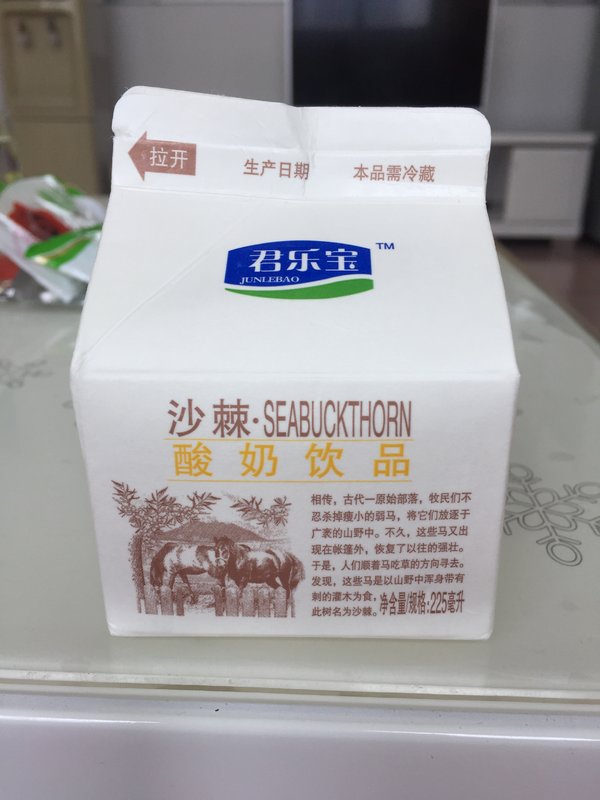 拉开
生产日期
本品需冷藏
君乐宝
TM
JUNLEBAO
沙棘·SEABUCKTHORN
酸奶饮品
相传，古代一原始部落，牧民们不
忍杀掉瘦小的弱马，将它们放逐于
广袤的山野中。不久，这些马又出
现在帐篷外，恢复了以往的强壮。
于是，人们顺着马吃草的方向寻去。
发现，这些马是以山野中浑身带有
刺的灌木为食，
此树名为沙棘。
净含量/规格:225毫升